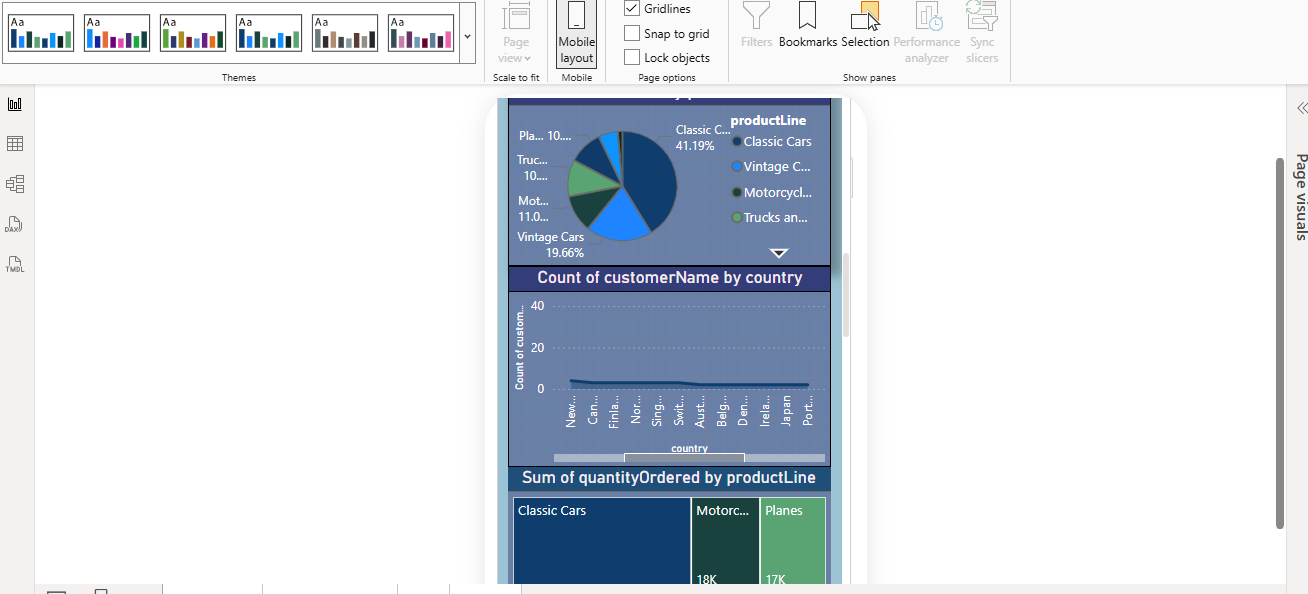 Aa Aa Aa Aa Aa Aa
Themes
Page
view
Scale to fit
Mobile
layout
Mobile
Gridlines
Snap to grid
Lock objects
Page options
Filters
Bookmarks
Selection
Performance
analyzer
Sync
slicers
Show panes
DAX
TMDL
Page visuals
Pla... 10....
Truc...
10....
Mot...
11.0...
Vintage Cars
19.66%
Classic C...
41.19%
productLine
Classic Cars
Vintage C...
Motorcycl...
Trucks an...
Count of customerName by country
Count of custom...
40
20
0
New...
Can...
Finla...
Nor...
Sing...
Swit...
Aust...
Belg...
Den...
Irela...
Japan
Port...
country
Sum of quantityOrdered by productLine
Classic Cars
Motorc...
18K
Planes
17K